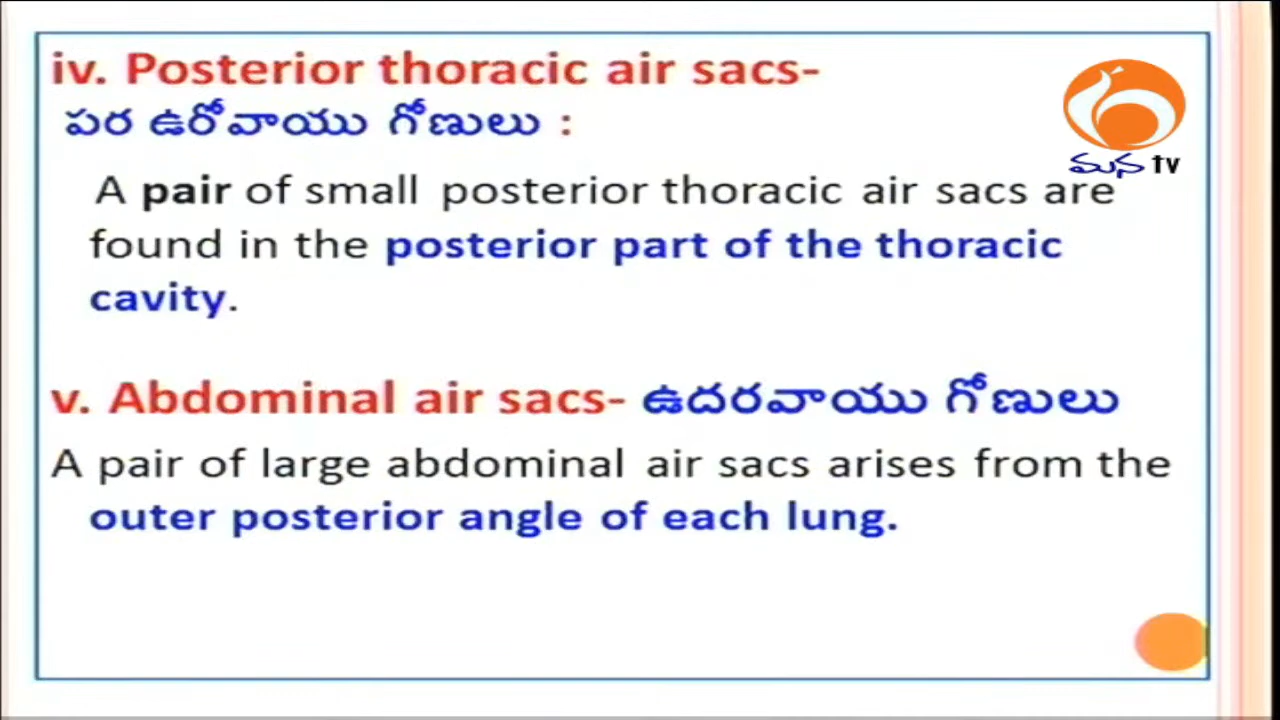 iv. Posterior thoracic air sacs-
పర ఉరోవాయు గోణులు :
మన tv
A pair of small posterior thoracic air sacs are
found in the posterior part of the thoracic
cavity.
v. Abdominal air sacs- ఉదరవాయు గోణులు
A pair of large abdominal air sacs arises from the
outer posterior angle of each lung.